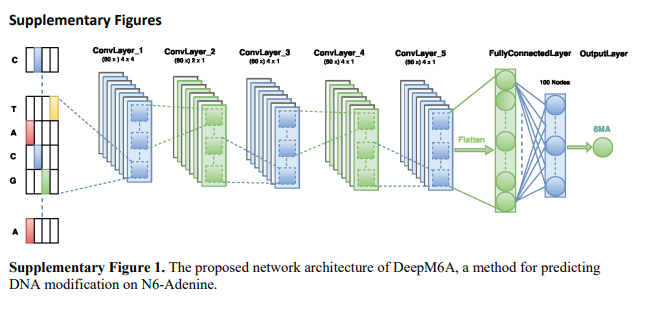 Supplementary Figures
ConvLayer_1 ConvLayer_2 ConvLayer_3 ConvLayer_4 ConvLayer_5 FullyConnectedLayer OutputLayer
(80 x) 4 x 4 (80 x) 2 x 1 (80 x) 4 x 1 (80 x) 4 x 1 (80 x) 4 x 1
100 Nodes
C
T
A
C
G
A
Flatten
6MA
Supplementary Figure 1. The proposed network architecture of DeepM6A, a method for predicting
DNA modification on N6-Adenine.